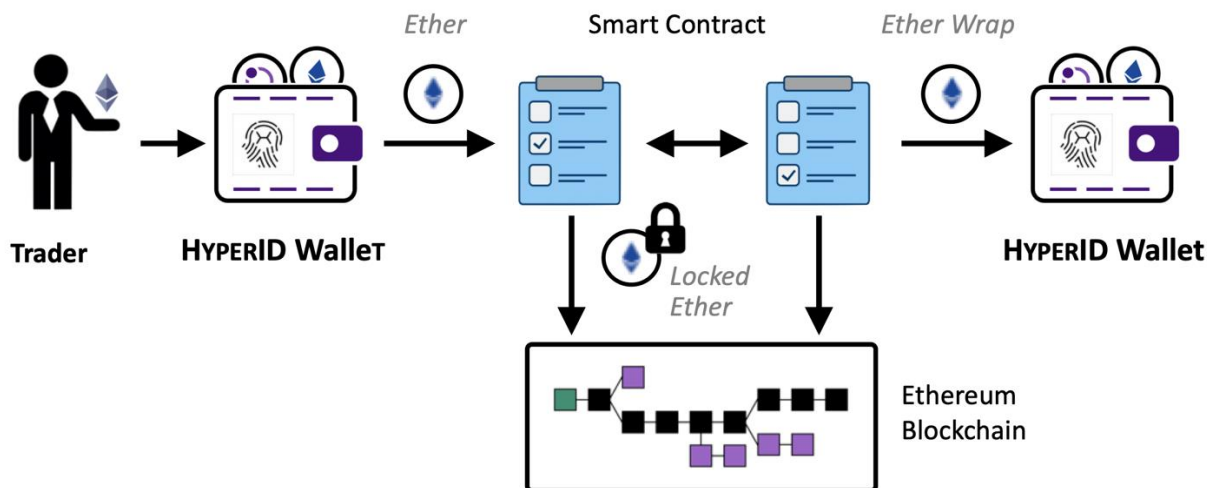 Ether
Smart Contract
Ether Wrap
Trader
HYPERID WalleT
HYPERID Wallet
Locked
Ether
Ethereum
Blockchain